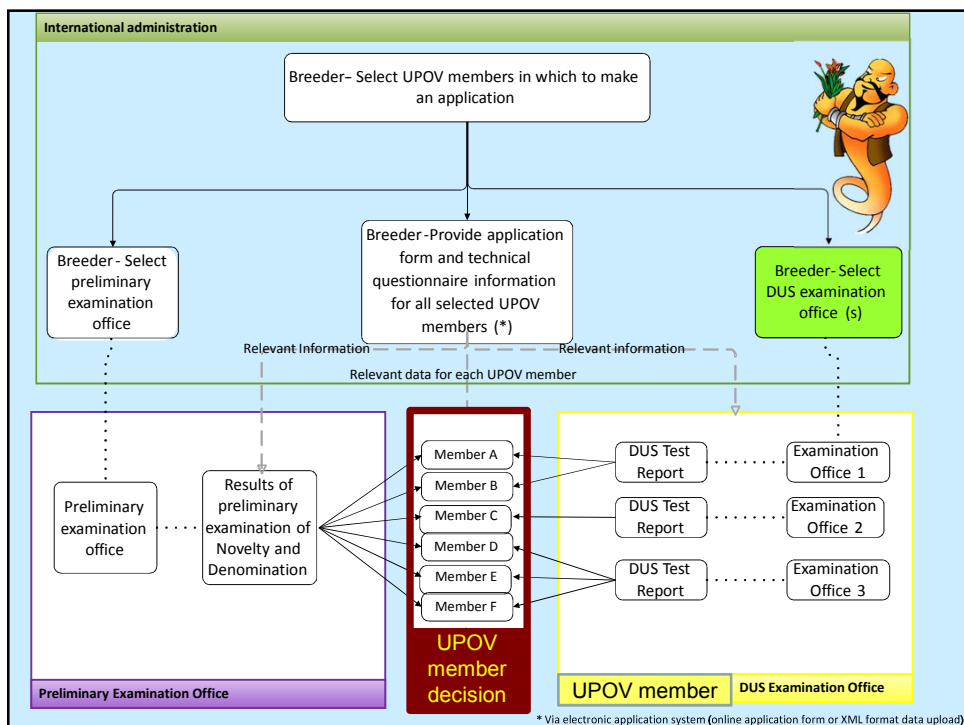 International administration
Breeder– Select UPOV members in which to make
an application
Breeder - Select
preliminary
examination
office
Breeder -Provide application
form and technical
questionnaire information
for all selected UPOV
members (*)
Breeder- Select
DUS examination
office (s)
Relevant Information
Relevant information
Relevant data for each UPOV member
Preliminary
examination
office
Results of
preliminary
examination of
Novelty and
Denomination
Member A
Member B
Member C
Member D
Member E
Member F
UPOV
member
decision
DUS Test
Report
Examination
Office 1
DUS Test
Report
Examination
Office 2
DUS Test
Report
Examination
Office 3
Preliminary Examination Office
UPOV member
DUS Examination Office
* Via electronic application system (online application form or XML format data upload)